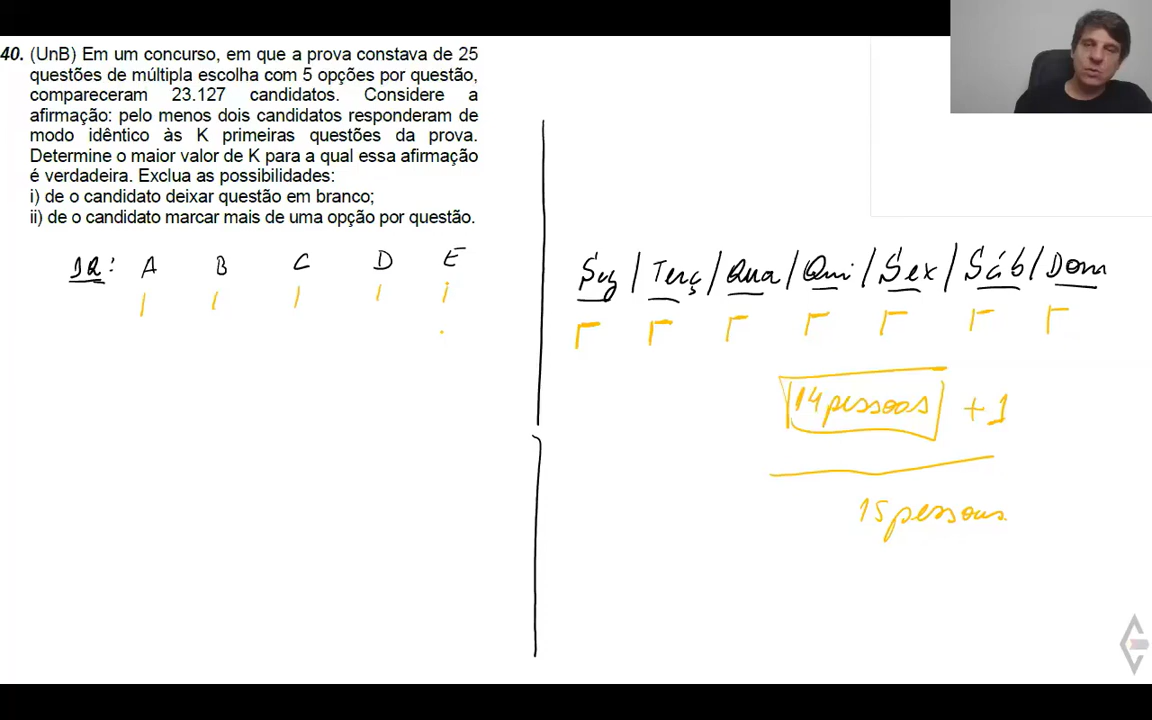 40. (UnB) Em um concurso, em que a prova constava de 25
questões de múltipla escolha com 5 opções por questão,
compareceram 23.127 candidatos. Considere a
afirmação: pelo menos dois candidatos responderam de
modo idêntico às K primeiras questões da prova.
Determine o maior valor de K para a qual essa afirmação
é verdadeira. Exclua as possibilidades:
i) de o candidato deixar questão em branco;
ii) de o candidato marcar mais de uma opção por questão.
1Q: A B C D E
Seg / Terç / Qua / Qui / Sex / Sáb / Dom
14 pessoas + 1
15 pessoas